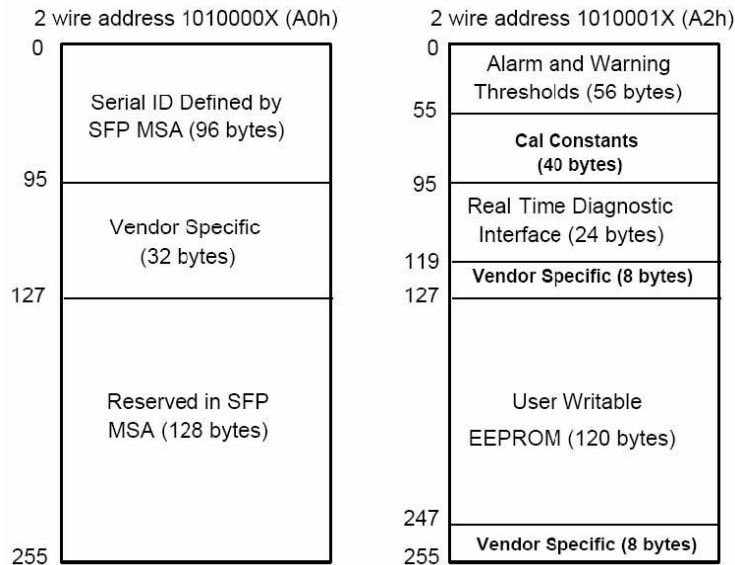 2 wire address 1010000X (A0h)
0
Serial ID Defined by
SFP MSA (96 bytes)
95
Vendor Specific
(32 bytes)
127
Reserved in SFP
MSA (128 bytes)
255
2 wire address 1010001X (A2h)
0
Alarm and Warning
Thresholds (56 bytes)
55
Cal Constants
(40 bytes)
95
Real Time Diagnostic
Interface (24 bytes)
119
Vendor Specific (8 bytes)
127
User Writable
EEPROM (120 bytes)
247
Vendor Specific (8 bytes)
255